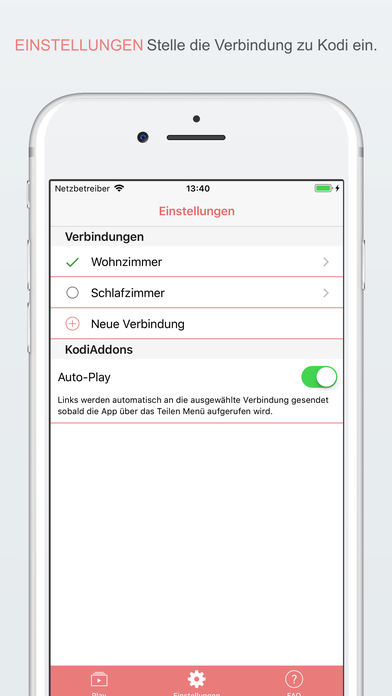 EINSTELLUNGEN Stelle die Verbindung zu Kodi ein.
Netzbetreiber 13:40
Einstellungen
Verbindungen
Wohnzimmer
Schlafzimmer
Neue Verbindung
KodiAddons
Auto-Play
Links werden automatisch an die ausgewählte Verbindung gesendet
sobald die App über das Teilen Menü aufgerufen wird.
Play Einstellungen FAQ